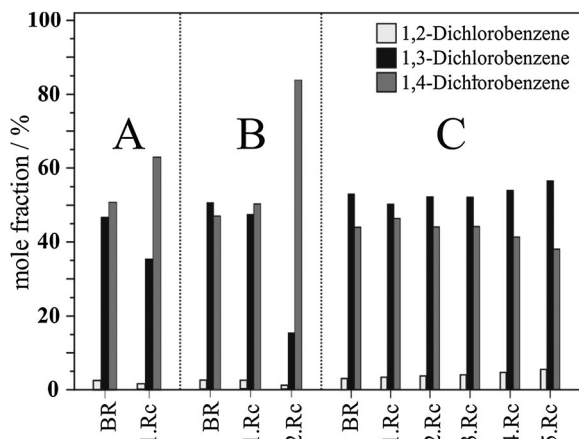 100
80
60
40
20
0
mole fraction / %
1,2-Dichlorobenzene
1,3-Dichlorobenzene
1,4-Dichlorobenzene
A
B
C
BR
1.Rc
BR
1.Rc
2.Rc
BR
1.Rc
2.Rc
3.Rc
4.Rc
5.Rc